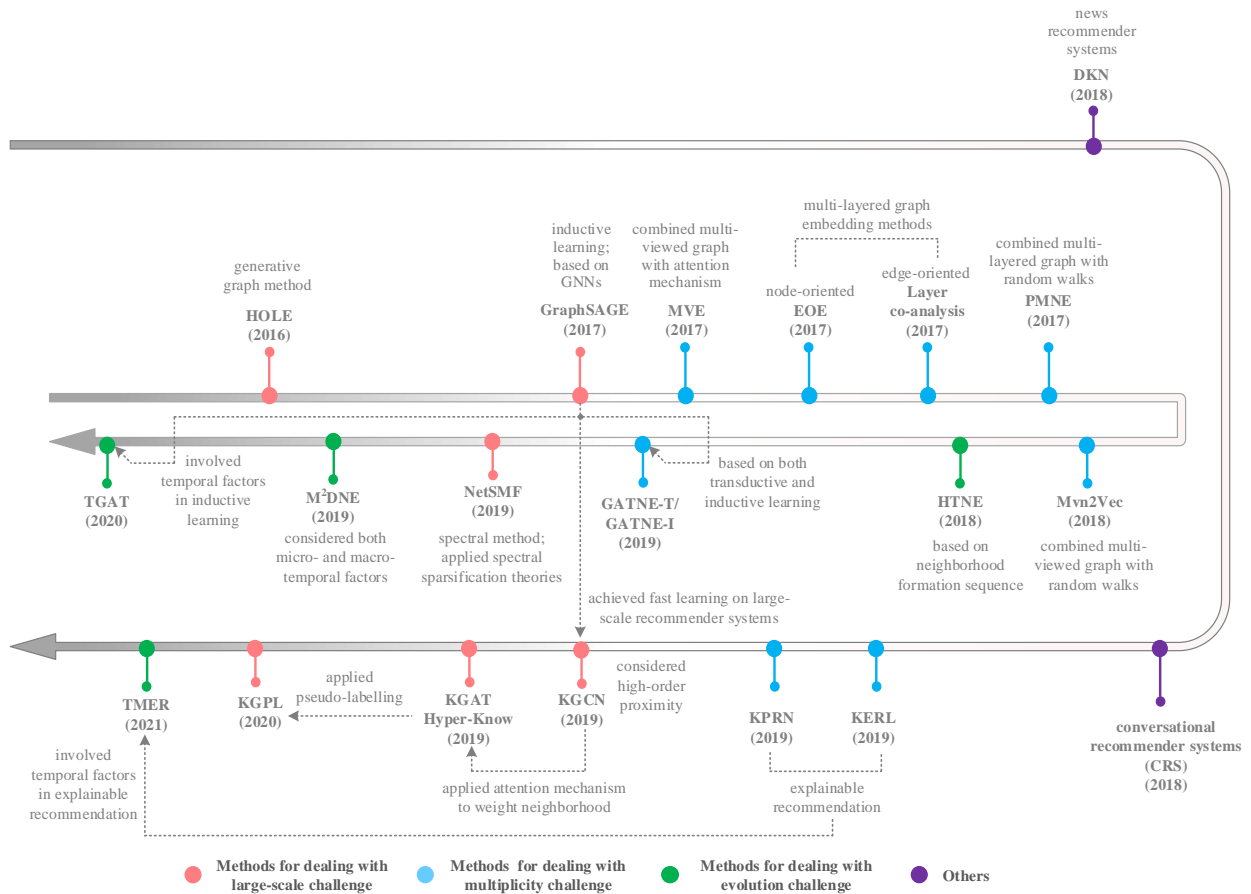 news
recommender
systems
DKN
(2018)
generative
graph method
HOLE
(2016)
inductive
learning;
based on
GNNs
GraphSAGE
(2017)
combined multi-
viewed graph
with attention
mechanism
MVE
(2017)
multi-layered graph
embedding methods
node-oriented
EOE
(2017)
edge-oriented
Layer
co-analysis
(2017)
combined multi-
layered graph with
random walks
PMNE
(2017)
TGAT
(2020)
involved
temporal factors
in inductive
learning
M²DNE
(2019)
considered both
micro- and macro-
temporal factors
NetSMF
(2019)
spectral method;
applied spectral
sparsification theories
GATNE-T/
GATNE-I
(2019)
based on both
transductive and
inductive learning
HTNE
(2018)
based on
neighborhood
formation sequence
Mvn2Vec
(2018)
combined multi-
viewed graph with
random walks
achieved fast learning on large-
scale recommender systems
TMER
(2021)
involved
temporal factors
in explainable
recommendation
KGPL
(2020)
applied
pseudo-labelling
KGAT
Hyper-Know
(2019)
KGCN
(2019)
considered
high-order
proximity
applied attention mechanism
to weight neighborhood
KPRN
(2019)
KERL
(2019)
explainable
recommendation
conversational
recommender systems
(CRS)
(2018)
Methods for dealing with
large-scale challenge
Methods for dealing with
multiplicity challenge
Methods for dealing with
evolution challenge
Others